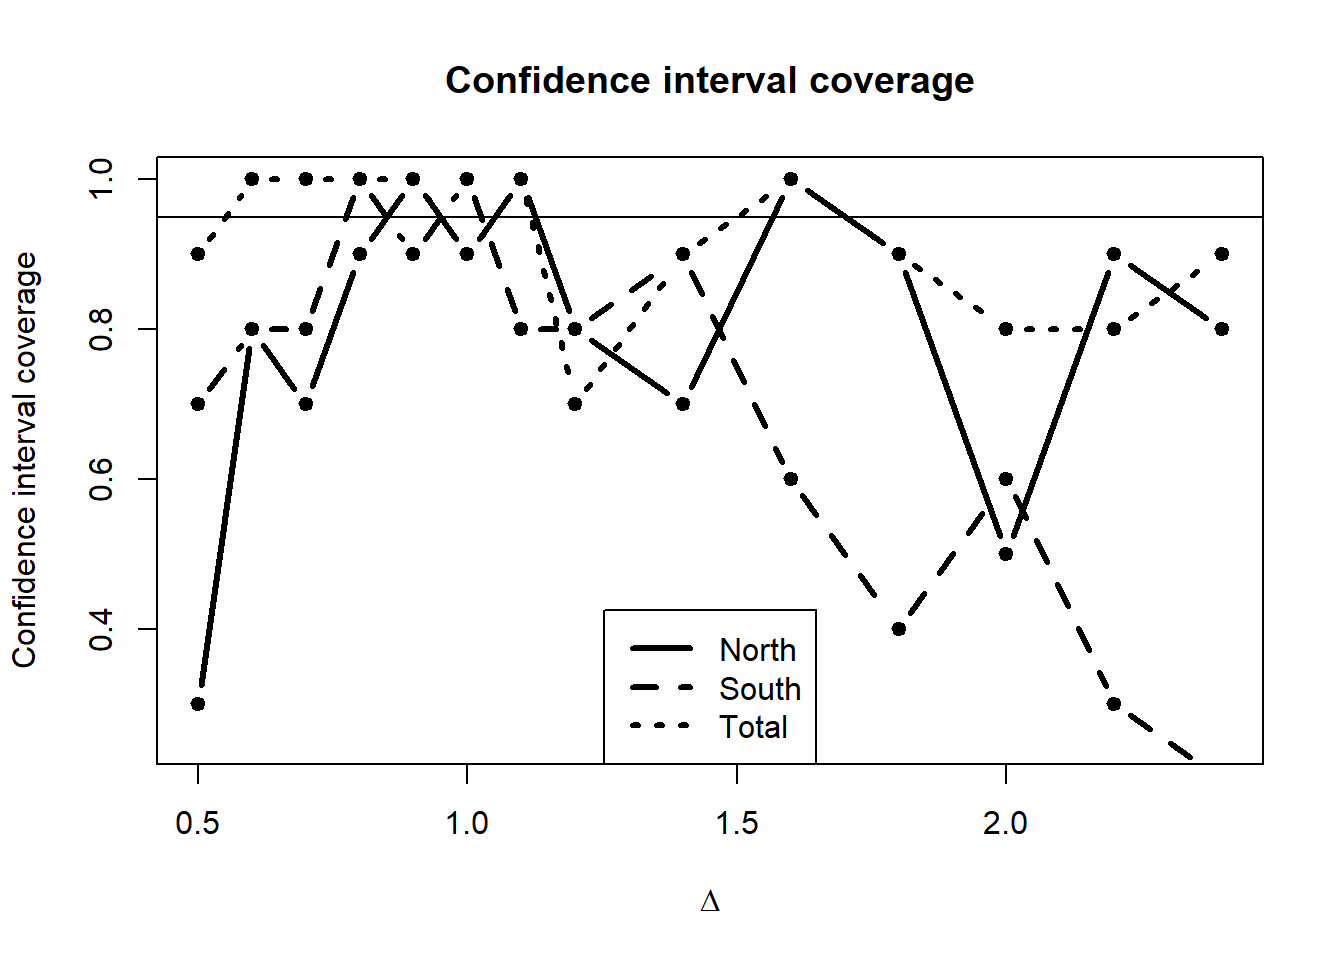 Confidence interval coverage
Confidence interval coverage
1.0
0.8
0.6
0.4
North
South
Total
0.5 1.0 1.5 2.0
Δ